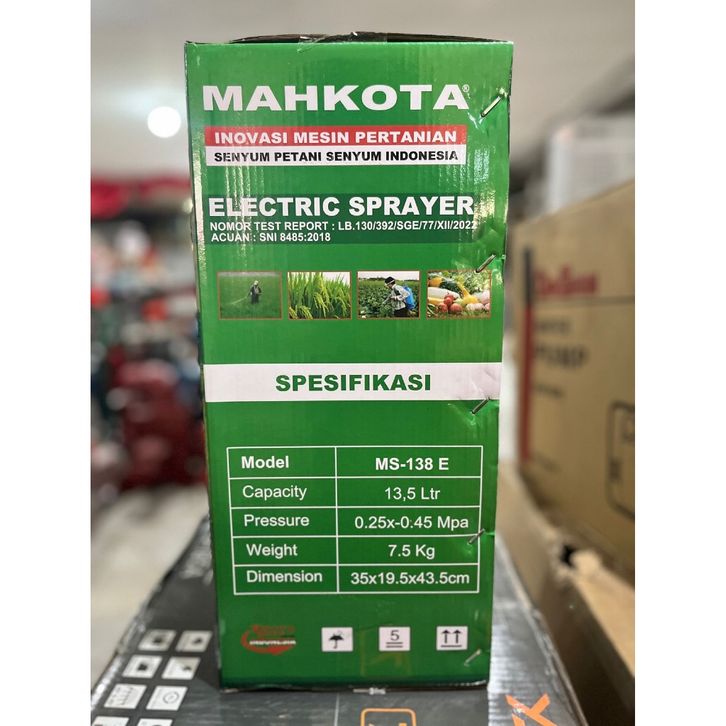 MAHKOTA®
INOVASI MESIN PERTANIAN
SENYUM PETANI SENYUM INDONESIA
ELECTRIC SPRAYER
NOMOR TEST REPORT : LB.130/392/SGE/77/XII/2022
ACUAN : SNI 8485:2018
SPESIFIKASI
Model MS-138 E
Capacity 13,5 Ltr
Pressure 0.25x-0.45 Mpa
Weight 7.5 Kg
Dimension 35x19.5x43.5cm
INDONESIA
5
PUMP
X